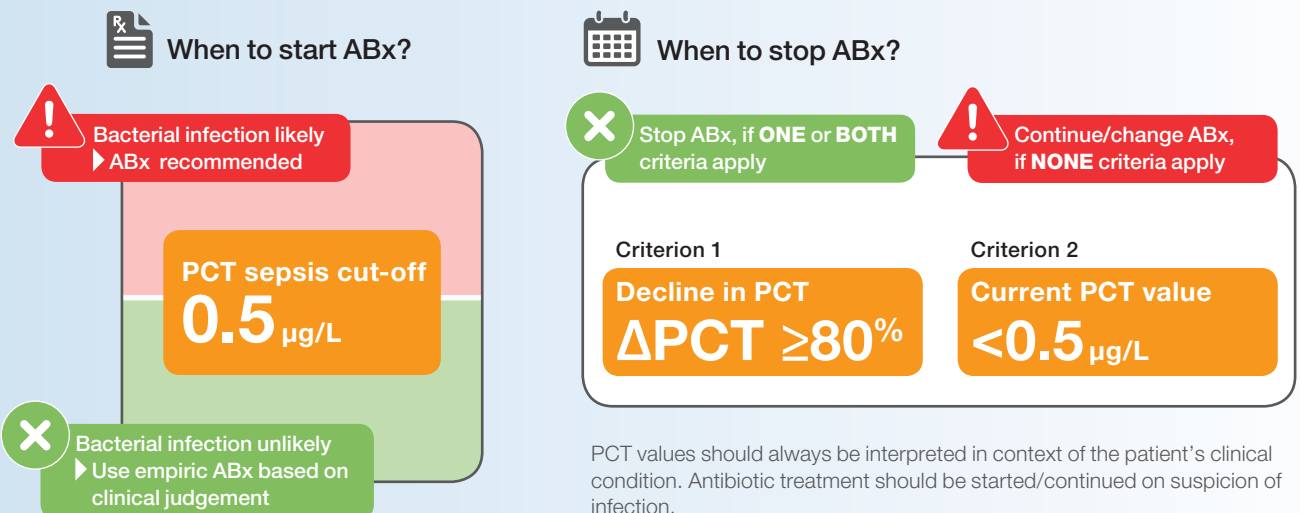 RX
When to start ABx?
Bacterial infection likely
ABx recommended
PCT sepsis cut-off
0.5 µg/L
Bacterial infection unlikely
Use empiric ABx based on
clinical judgement
When to stop ABx?
Stop ABx, if ONE or BOTH
criteria apply
Continue/change ABx,
if NONE criteria apply
Criterion 1
Decline in PCT
ΔPCT ≥80%
Criterion 2
Current PCT value
<0.5 µg/L
PCT values should always be interpreted in context of the patient's clinical
condition. Antibiotic treatment should be started/continued on suspicion of
infection.